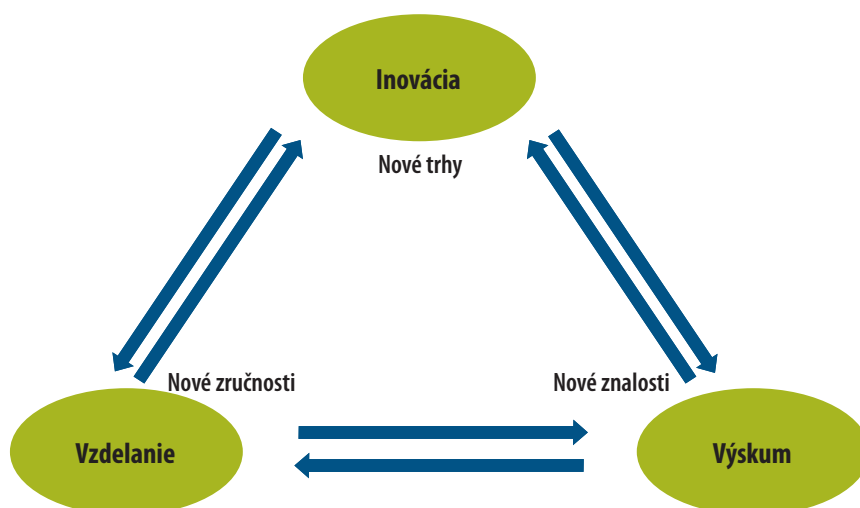 Inovácia
Nové trhy
Nové zručnosti
Nové znalosti
Vzdelanie
Výskum